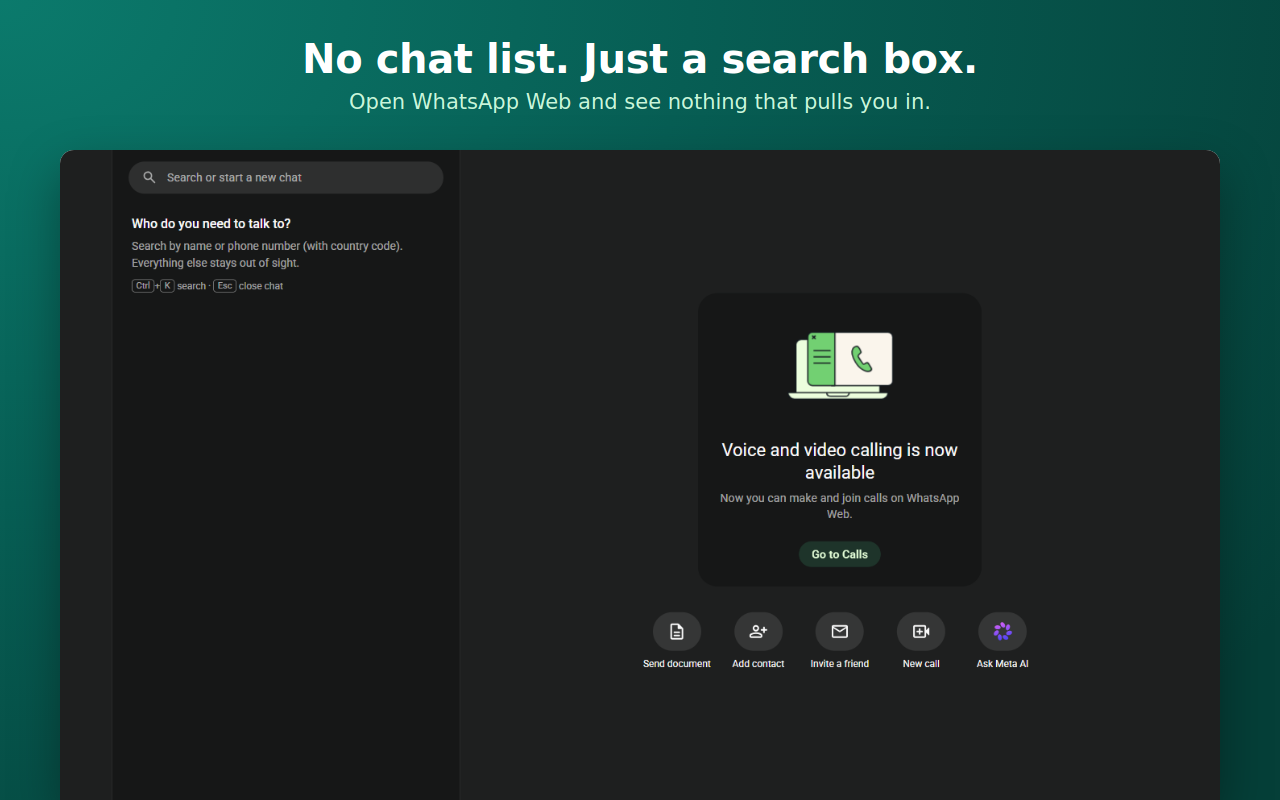 No chat list. Just a search box.
Open WhatsApp Web and see nothing that pulls you in.
Search or start a new chat
Who do you need to talk to?
Search by name or phone number (with country code).
Everything else stays out of sight.
Ctrl+K search · Esc close chat
Voice and video calling is now
available
Now you can make and join calls on WhatsApp
Web.
Go to Calls
Send document
Add contact
Invite a friend
New call
Ask Meta AI